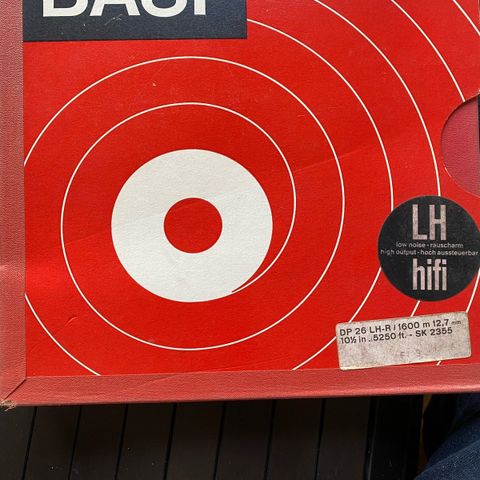 BASF
LH
low noise - rauscharm
high output - hoch aussteuerbar
hifi
DP 26 LH-R / 1600 m 12,7 mm
10½ in .. 5250 ft. - SK 2355